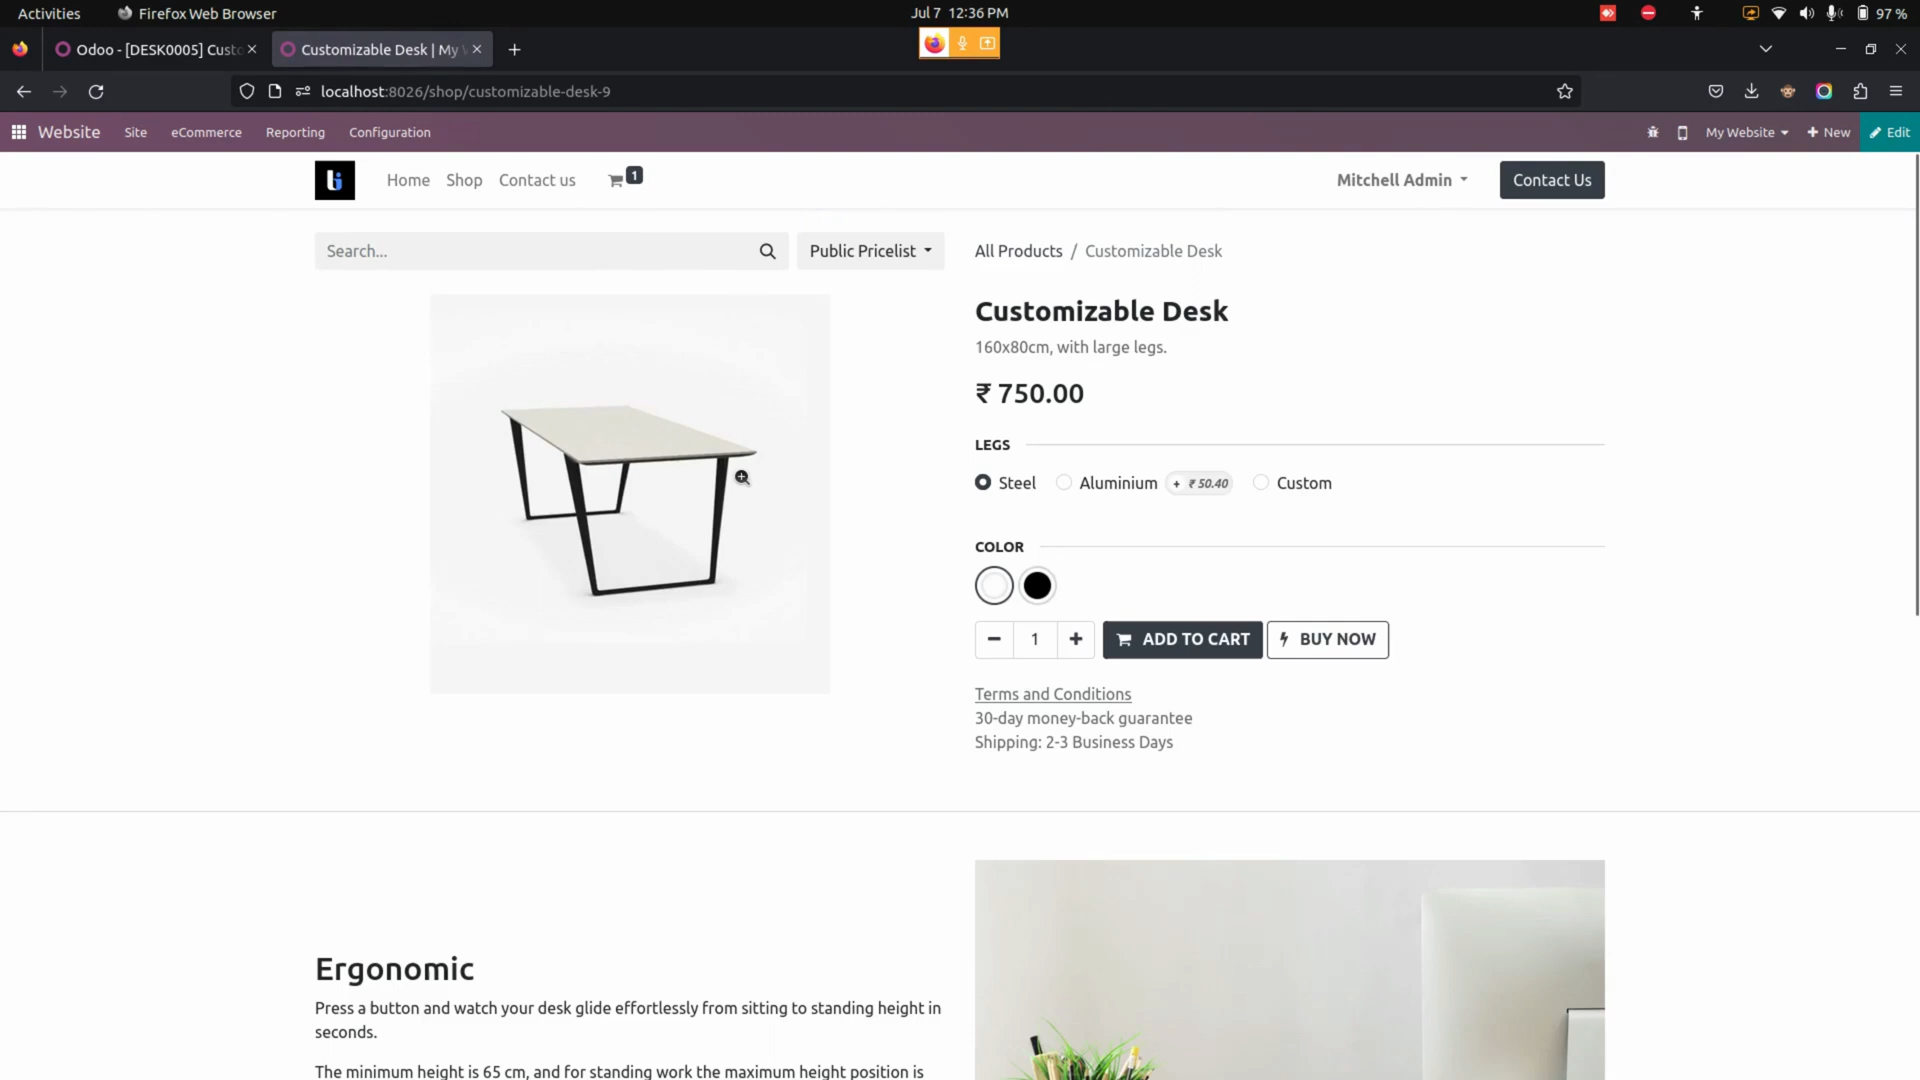 Activities
Firefox Web Browser
Jul 7 12:36 PM
97 %
Odoo - [DESK0005] Custo
Customizable Desk | My
localhost:8026/shop/customizable-desk-9
Website
Site
eCommerce
Reporting
Configuration
My Website
New
Edit
Home
Shop
Contact us
1
Mitchell Admin
Contact Us
Search...
Public Pricelist
All Products / Customizable Desk
Customizable Desk
160x80cm, with large legs.
₹ 750.00
LEGS
Steel
Aluminium
+ ₹ 50.40
Custom
COLOR
1
ADD TO CART
BUY NOW
Terms and Conditions
30-day money-back guarantee
Shipping: 2-3 Business Days
Ergonomic
Press a button and watch your desk glide effortlessly from sitting to standing height in
seconds.
The minimum height is 65 cm, and for standing work the maximum height position is